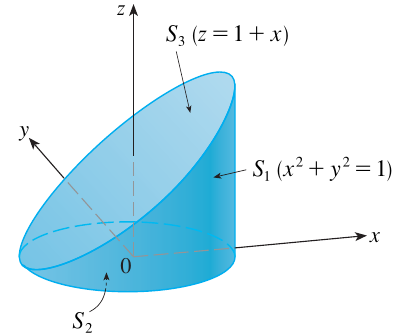 z
S₃ (z = 1 + x)
y
S₁ (x² + y² = 1)
x
0
S₂